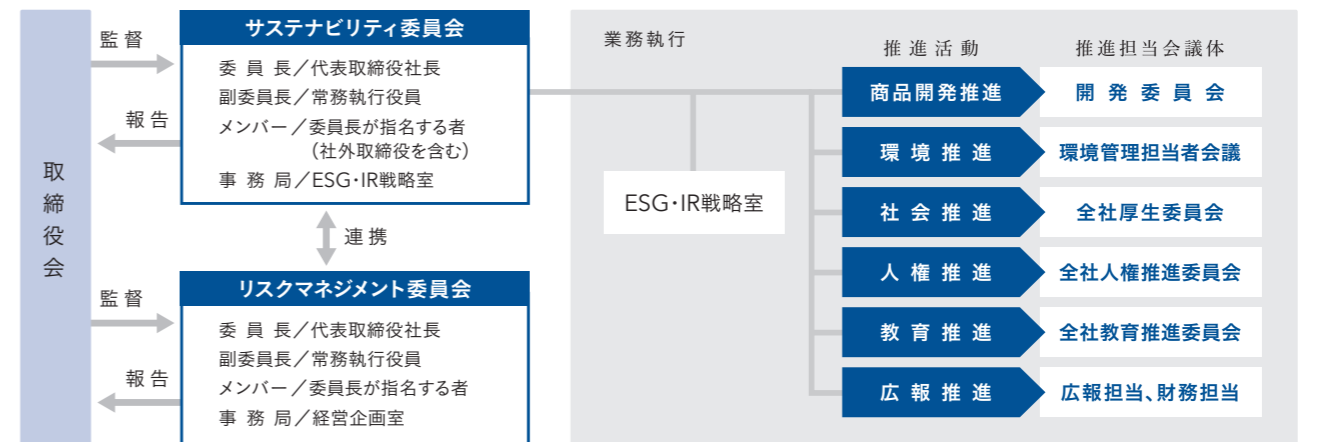 取締役会
監督
報告
サステナビリティ委員会
委員長／代表取締役社長
副委員長／常務執行役員
メンバー／委員長が指名する者
（社外取締役を含む）
事務局／ESG・IR戦略室
連携
監督
報告
リスクマネジメント委員会
委員長／代表取締役社長
副委員長／常務執行役員
メンバー／委員長が指名する者
事務局／経営企画室
業務執行
ESG・IR戦略室
推進活動
推進担当会議体
商品開発推進
開発委員会
環境推進
環境管理担当者会議
社会推進
全社厚生委員会
人権推進
全社人権推進委員会
教育推進
全社教育推進委員会
広報推進
広報担当、財務担当